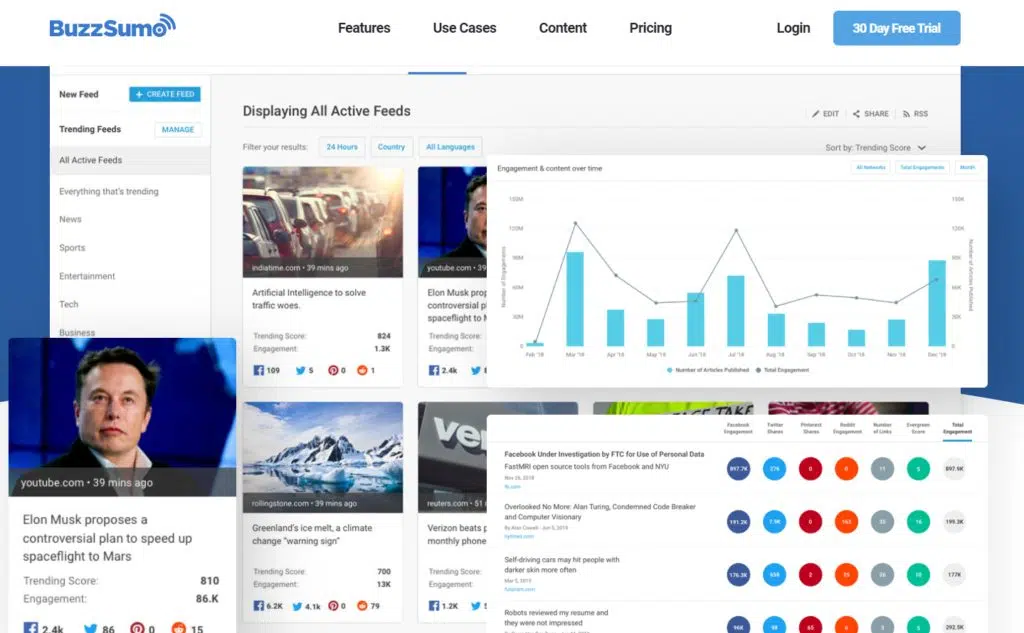 BuzzSumo
Features Use Cases Content Pricing Login 30 Day Free Trial
New Feed + CREATE FEED
Trending Feeds MANAGE
All Active Feeds
Everything that's trending
News
Sports
Entertainment
Tech
Business
Displaying All Active Feeds
EDIT SHARE RSS
Filter your results: 24 Hours Country All Languages
Sort by: Trending Score
indiatime.com • 39 mins ago
Artificial Intelligence to solve
traffic woes.
Trending Score: 824
Engagement: 1.3K
109 5 0 1
youtube.com • 39
Elon Musk prop
controversial pla
spaceflight to M
Trending Score:
Engagement:
2.4k 8
Engagement & content over time
All Networks Total Engagements Month
Number of Engagements
150M
120M
90M
60M
30M
0
150K
120K
90K
60K
30K
0
Number of Articles Published
Feb '18 Mar '18 Apr '18 May '18 Jun '18 Jul '18 Aug '18 Sep '18 Oct '18 Nov '18 Dec '18
Number of Articles Published Total Engagement
youtube.com • 39 mins ago
Elon Musk proposes a
controversial plan to speed up
spaceflight to Mars
Trending Score: 810
Engagement: 86.K
2.4k 86 0 15
rollingstone.com • 39 mins ago
Greenland's ice melt, a climate
change "warning sign"
Trending Score: 700
Engagement: 13K
6.2K 4.1k 0 79
reuters.com • 51
Verizon beats p
monthly phone
Trending Score:
Engagement:
1.2K 5
Facebook Engagement
Twitter Shares
Pinterest Shares
Reddit Engagement
Number of Links
Evergreen Score
Total Engagement
Facebook Under Investigation by FTC for Use of Personal Data
FastMRI open source tools from Facebook and NYU
Nov 26, 2018
fb.com
897.7K 276 0 0 11 5 897.9K
Overlooked No More: Alan Turing, Condemned Code Breaker
and Computer Visionary
By Alan Cowell - Jun 5, 2019
nytimes.com
191.2K 7.9K 0 163 35 16 199.3K
Self-driving cars may hit people with
darker skin more often
Mar 5, 2019
176.3K 558 2 59 26 18 177K
Robots reviewed my resume and
they were not impressed
96K 98 65 6 3 5 292.5K